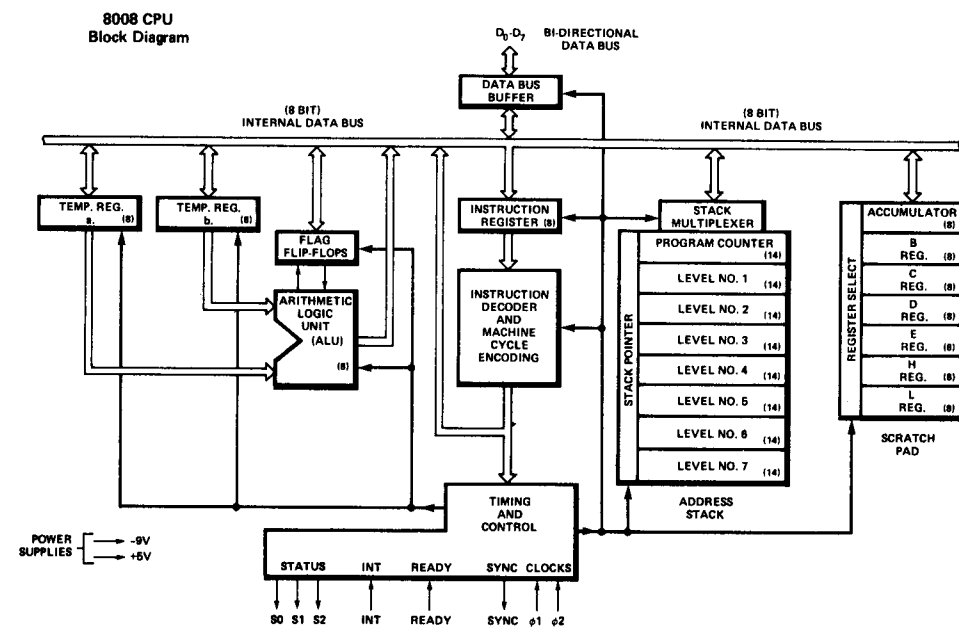 8008 CPU
Block Diagram
D0-D7
BI-DIRECTIONAL
DATA BUS
DATA BUS
BUFFER
(8 BIT)
INTERNAL DATA BUS
(8 BIT)
INTERNAL DATA BUS
TEMP. REG.
a. (8)
TEMP. REG.
b. (8)
FLAG
FLIP-FLOPS
ARITHMETIC
LOGIC
UNIT
(ALU)
(8)
INSTRUCTION
REGISTER (8)
INSTRUCTION
DECODER
AND
MACHINE
CYCLE
ENCODING
STACK
MULTIPLEXER
STACK POINTER
PROGRAM COUNTER
(14)
LEVEL NO. 1
(14)
LEVEL NO. 2
(14)
LEVEL NO. 3
(14)
LEVEL NO. 4
(14)
LEVEL NO. 5
(14)
LEVEL NO. 6
(14)
LEVEL NO. 7 (14)
ADDRESS
STACK
REGISTER SELECT
ACCUMULATOR
(8)
B
REG. (8)
C
REG. (8)
D
REG. (8)
E
REG. (8)
H
REG. (8)
L
REG. (8)
SCRATCH
PAD
TIMING
AND
CONTROL
STATUS INT READY SYNC CLOCKS
S0 S1 S2 INT READY SYNC ϕ1 ϕ2
POWER
SUPPLIES
-9V
+5V